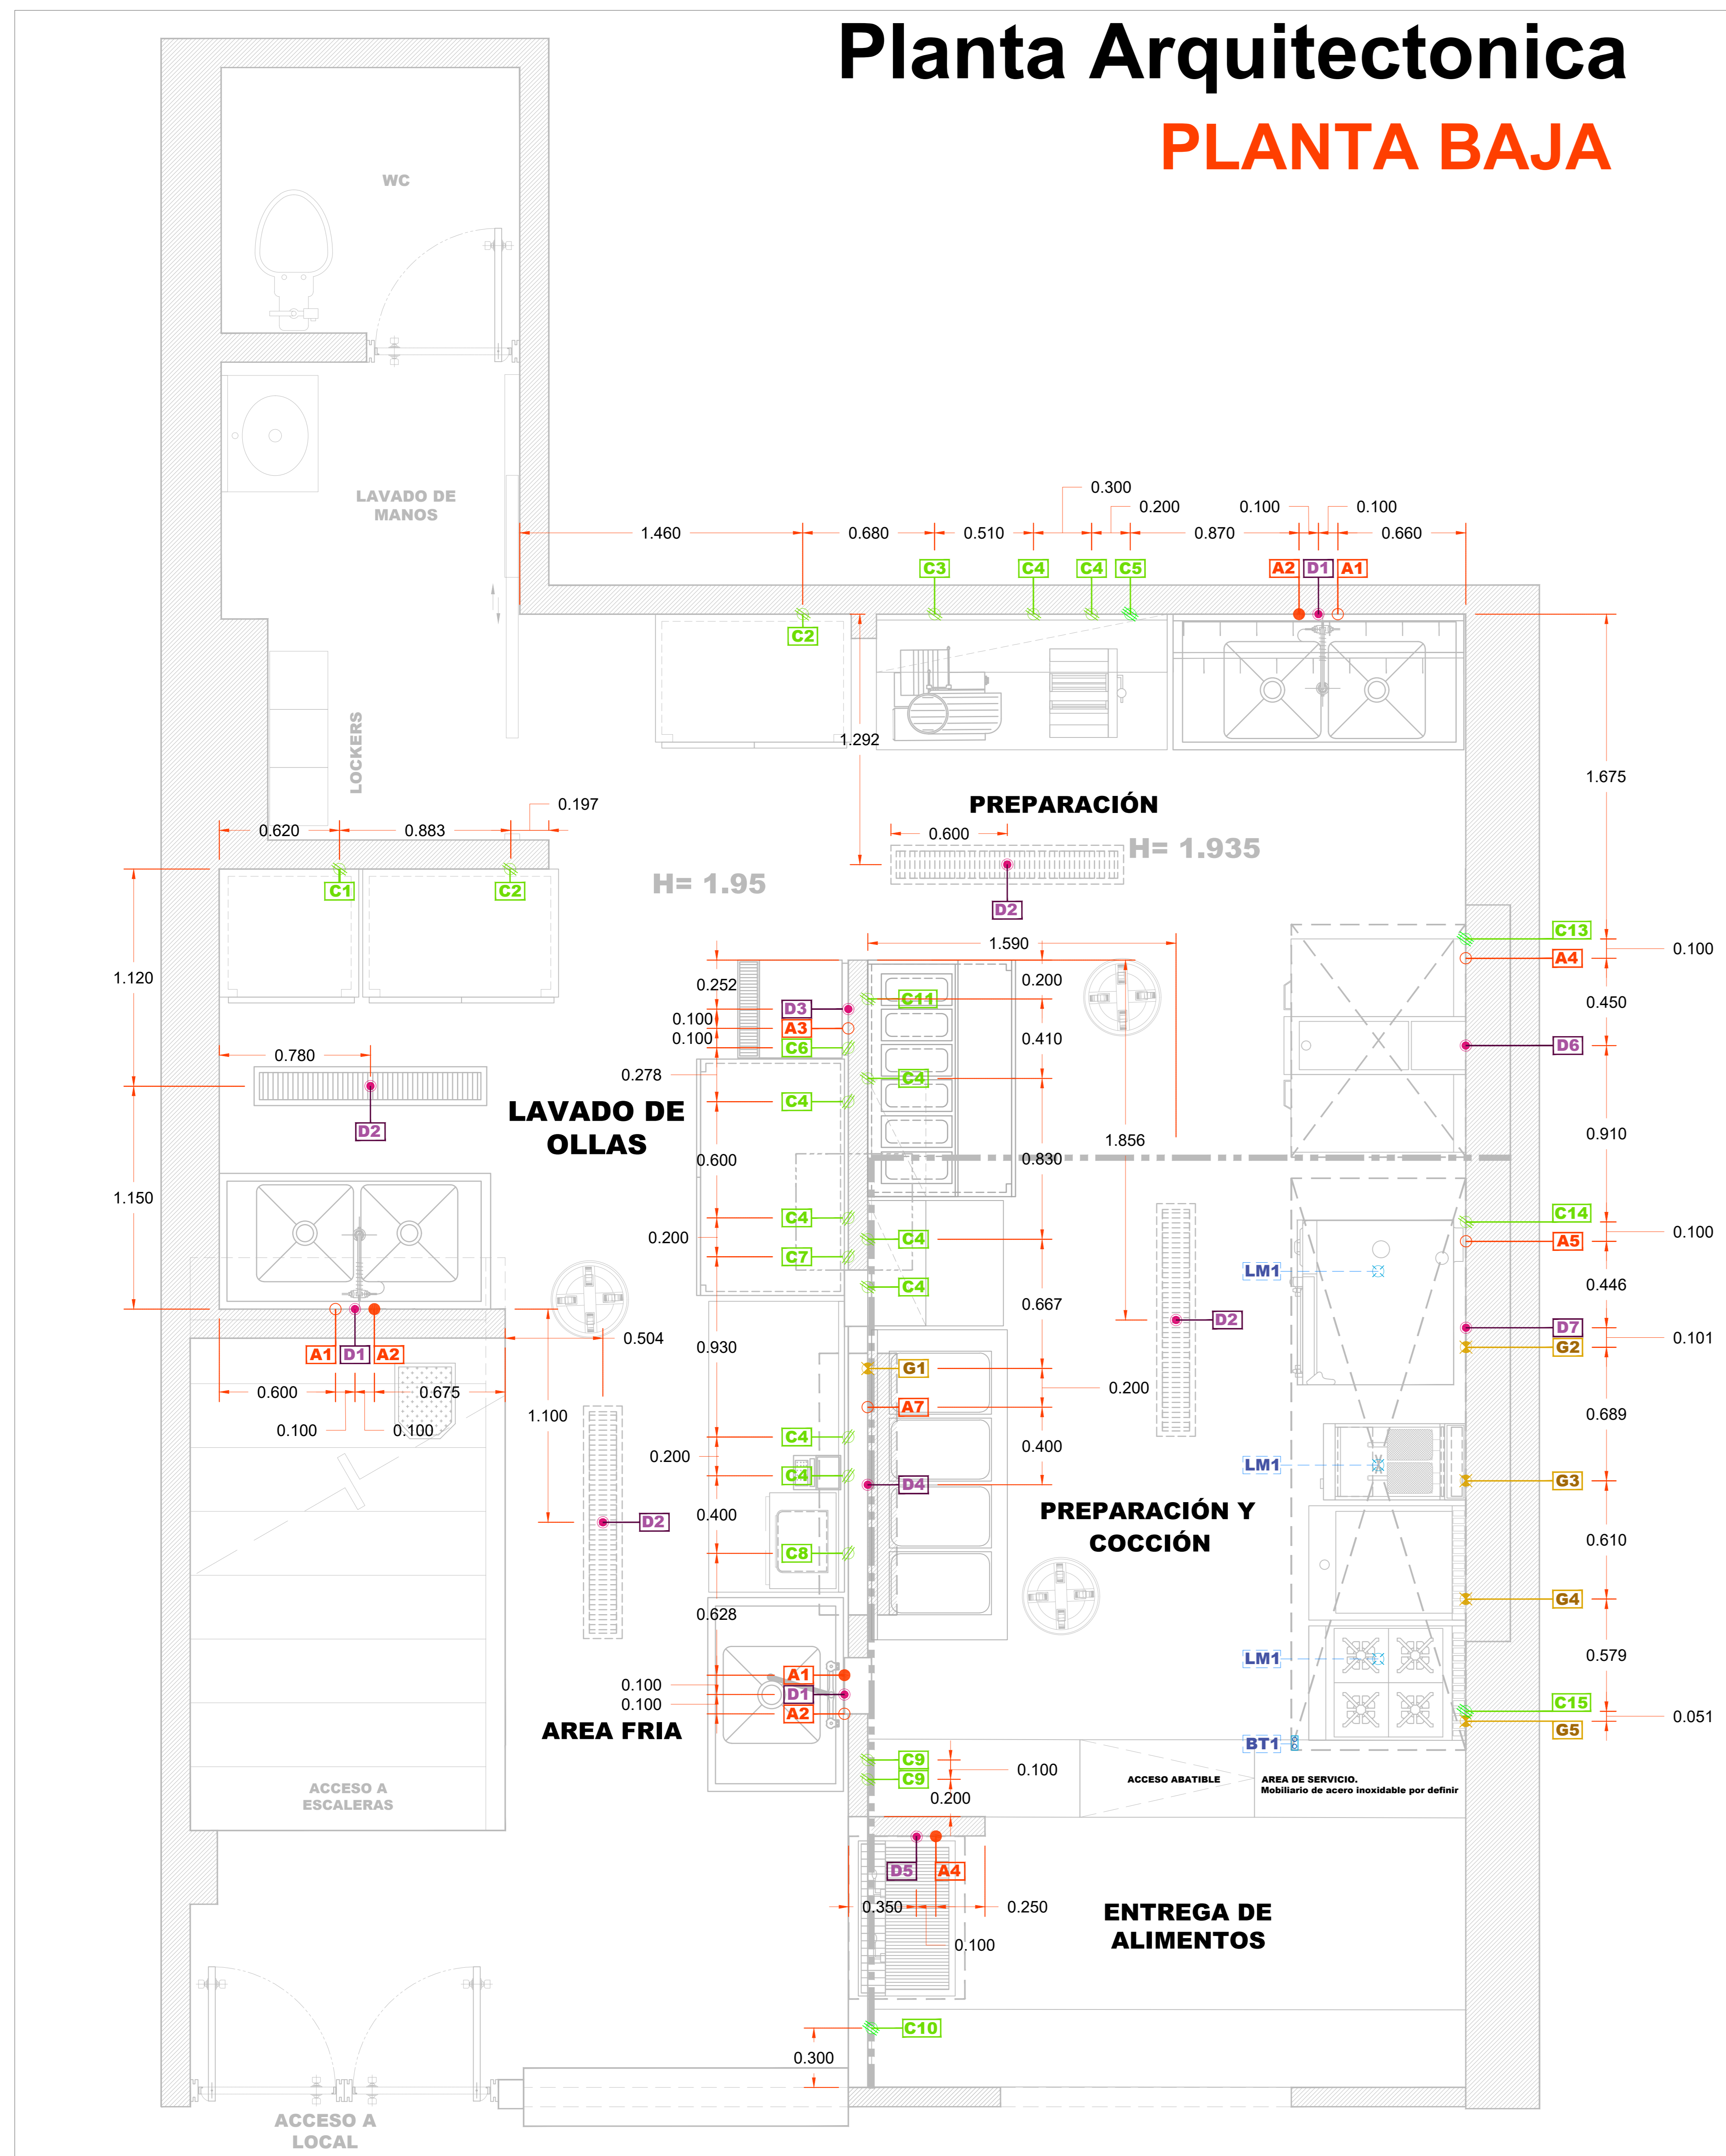 Planta Arquitectonica
PLANTA BAJA
WC
LAVADO DE
MANOS
LOCKERS
0.300
0.200
0.100
0.100
1.460
0.680
0.510
0.870
0.660
C3
C4
C4
C5
A2
D1
A1
C2
1.292
1.675
PREPARACIÓN
0.197
0.620
0.883
0.600
H= 1.935
H= 1.95
C1
C2
D2
C13
0.100
A4
1.590
1.120
0.252
0.200
0.450
D3
C11
0.100
A3
0.100
C6
0.410
D6
0.780
0.278
C4
C4
LAVADO DE
OLLAS
D2
1.856
0.910
0.600
0.830
1.150
C4
C14
0.200
C4
0.100
C7
A5
LM1
C4
0.446
0.667
D2
D7
0.504
0.101
0.930
G2
A1
D1
A2
G1
0.200
0.600
0.675
A7
1.100
0.689
0.100
0.100
C4
0.400
0.200
LM1
C4
D4
G3
0.400
PREPARACIÓN Y
COCCIÓN
D2
0.610
C8
G4
0.628
0.579
LM1
A1
0.100
D1
0.100
A2
C15
0.051
AREA FRIA
G5
BT1
C9
0.100
C9
ACCESO ABATIBLE
AREA DE SERVICIO.
Mobiliario de acero inoxidable por definir
0.200
ACCESO A
ESCALERAS
D5
A4
0.350
0.250
0.100
ENTREGA DE
ALIMENTOS
C10
0.300
ACCESO A
LOCAL